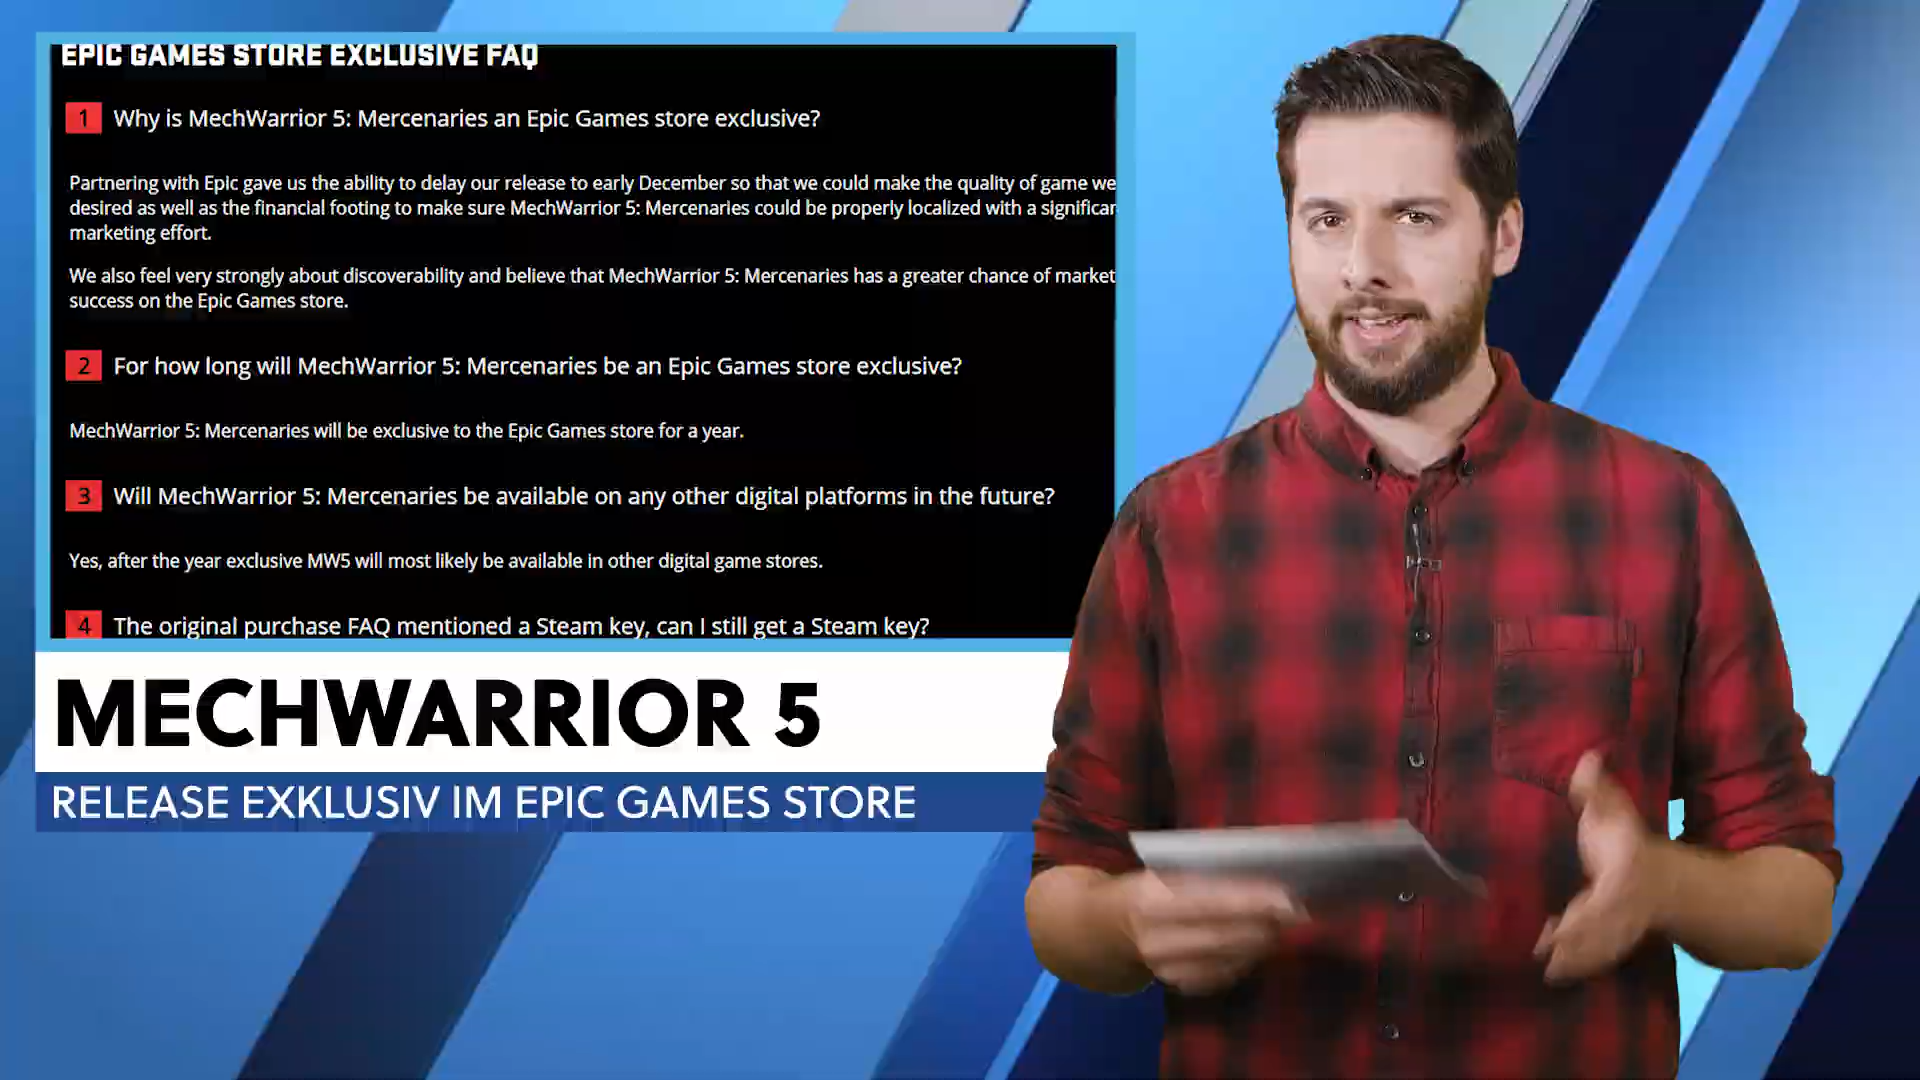 EPIC GAMES STORE EXCLUSIVE FAQ
1 Why is MechWarrior 5: Mercenaries an Epic Games store exclusive?
Partnering with Epic gave us the ability to delay our release to early December so that we could make the quality of game we
desired as well as the financial footing to make sure MechWarrior 5: Mercenaries could be properly localized with a
marketing effort.
We also feel very strongly about discoverability and believe that MechWarrior 5: Mercenaries has a greater chance of market
success on the Epic Games store.
2 For how long will MechWarrior 5: Mercenaries be an Epic Games store exclusive?
MechWarrior 5: Mercenaries will be exclusive to the Epic Games store for a year.
3 Will MechWarrior 5: Mercenaries be available on any other digital platforms in the future?
Yes, after the year exclusive MW5 will most likely be available in other digital game stores.
4 The original purchase FAQ mentioned a Steam key, can I still get a Steam key?
MECHWARRIOR 5
RELEASE EXKLUSIV IM EPIC GAMES STORE